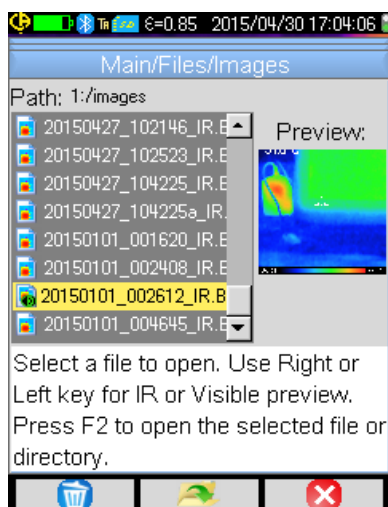 ε=0.85 2015/04/30 17:04:06
Main/Files/Images
Path: 1:/images
20150427_102146_IR.B
20150427_102523_IR.B
20150427_104225_IR.B
20150427_104225a_IR.
20150101_001620_IR.B
20150101_002408_IR.B
20150101_002612_IR.B
20150101_004645_IR.B
Preview:
Select a file to open. Use Right or
Left key for IR or Visible preview.
Press F2 to open the selected file or
directory.